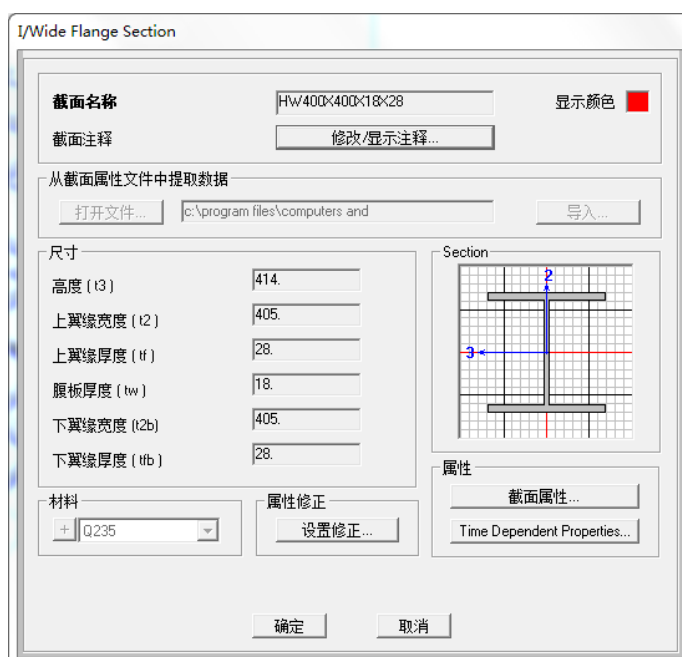 I/Wide Flange Section
截面名称
HW400X400X18X28
显示颜色
截面注释
修改/显示注释...
从截面属性文件中提取数据
打开文件...
c:\program files\computers and
导入...
尺寸
高度 ( t3 )
414.
上翼缘宽度 ( t2 )
405.
上翼缘厚度 ( tf )
28.
腹板厚度 ( tw )
18.
下翼缘宽度 (t2b)
405.
下翼缘厚度 ( tfb )
28.
Section
2
3
材料
+
Q235
属性修正
设置修正...
属性
截面属性...
Time Dependent Properties...
确定
取消